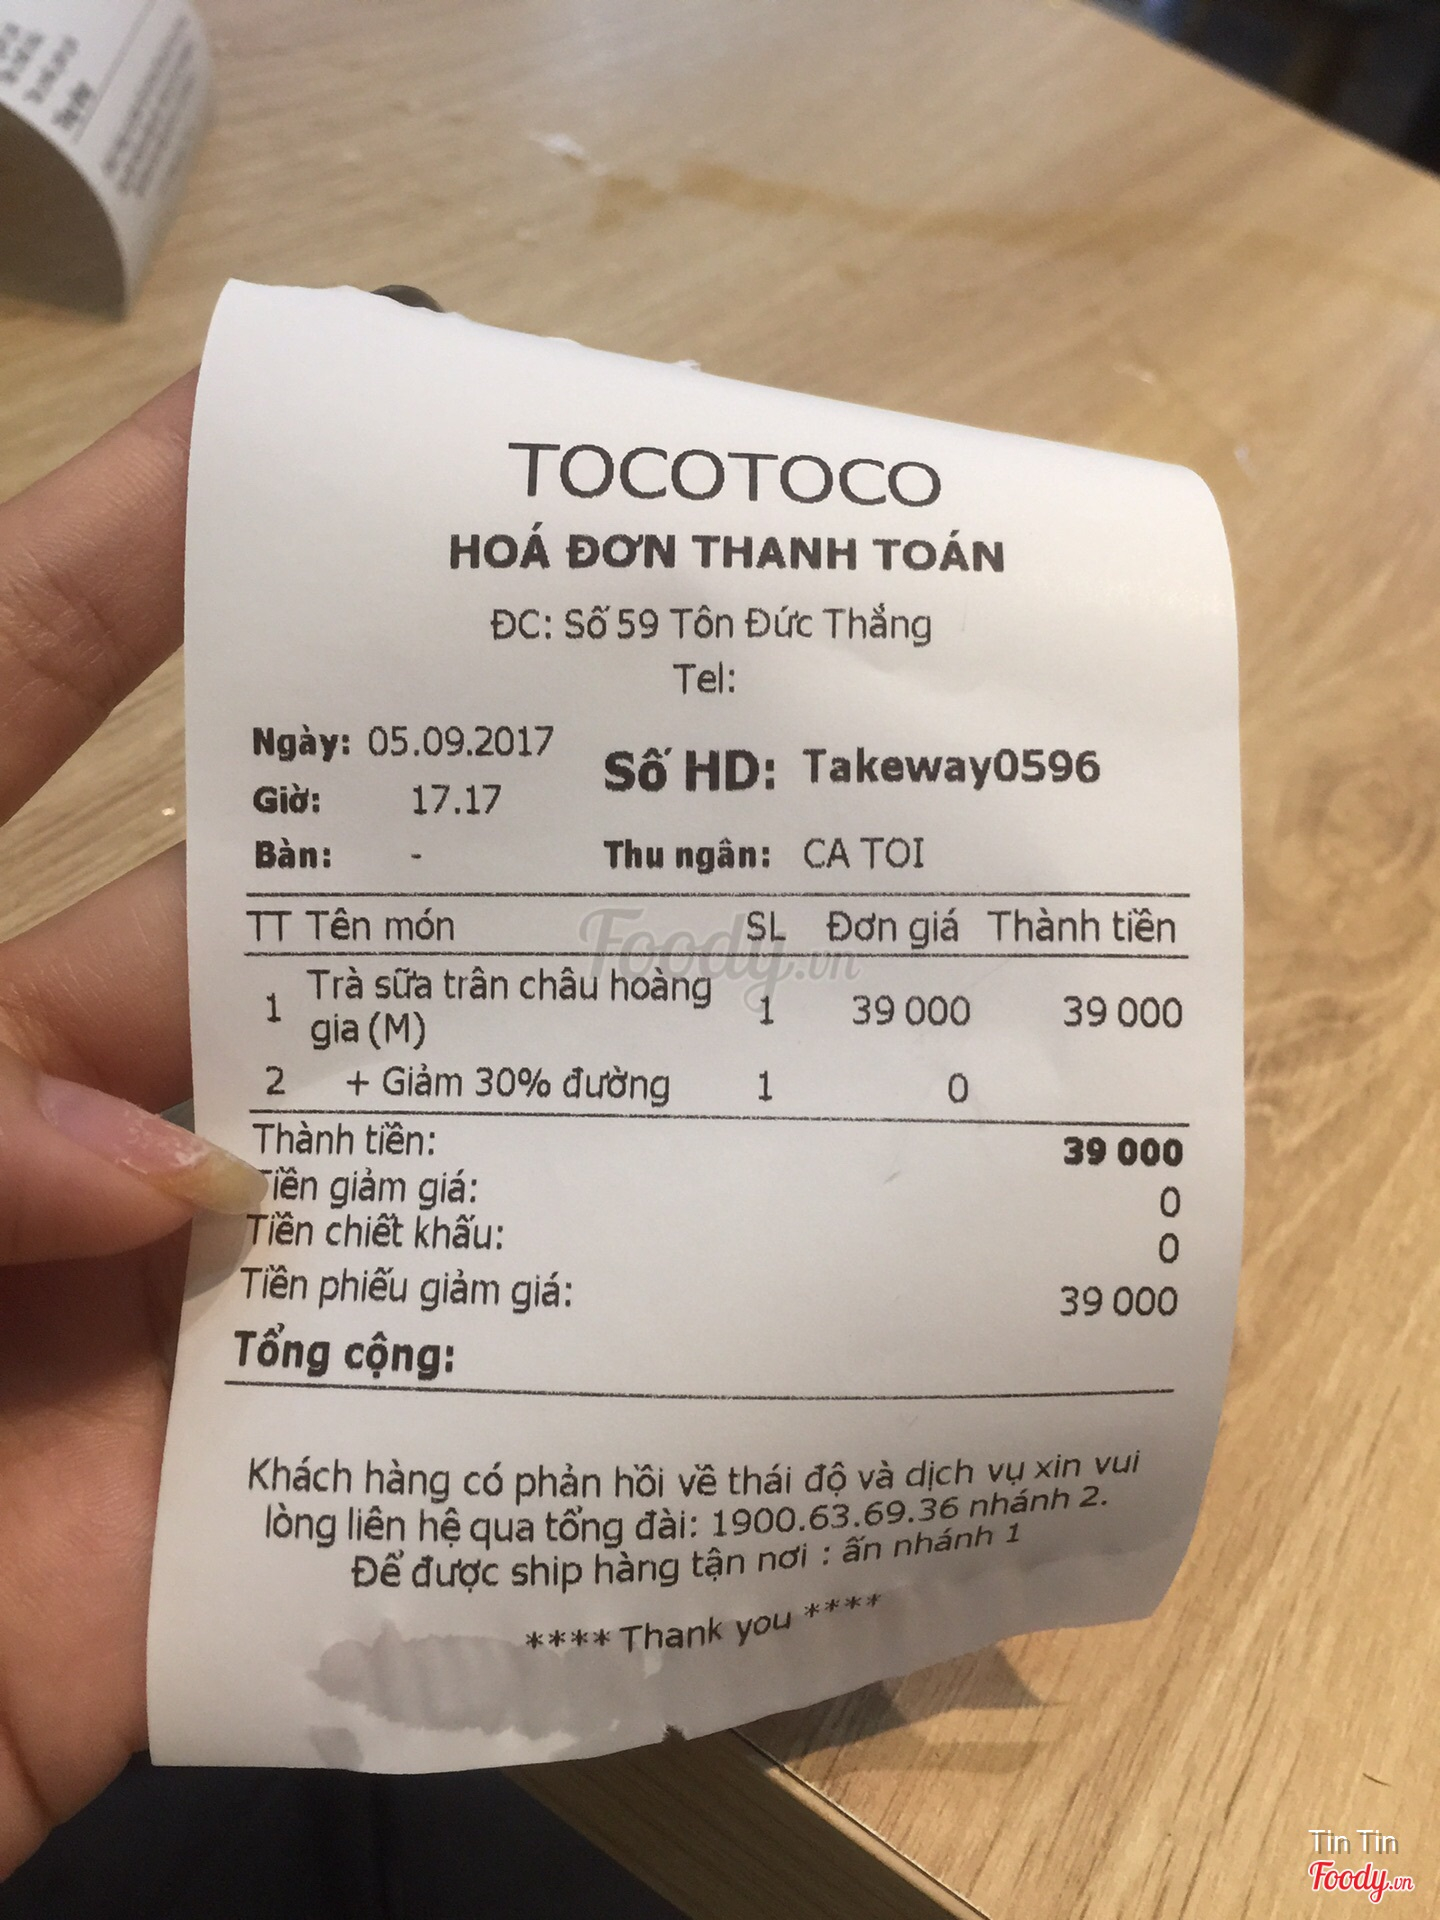 TOCOTOCO
HOÁ ĐƠN THANH TOÁN
ĐC: Số 59 Tôn Đức Thắng
Tel:
Ngày: 05.09.2017
Số HD: Takeway0596
Giờ: 17.17
Bàn: - Thu ngân: CA TOI
TT Tên món SL Đơn giá Thành tiền
1 Trà sữa trân châu hoàng gia (M) 1 39 000 39 000
2 + Giảm 30% đường 1 0
Thành tiền: 39 000
Tiền giảm giá: 0
Tiền chiết khấu: 0
Tiền phiếu giảm giá: 39 000
Tổng cộng:
Khách hàng có phản hồi về thái độ và dịch vụ xin vui
lòng liên hệ qua tổng đài: 1900.63.69.36 nhánh 2.
Để được ship hàng tận nơi : ấn nhánh 1
**** Thank you ****
Foody.vn
Tin Tin
Foody.vn